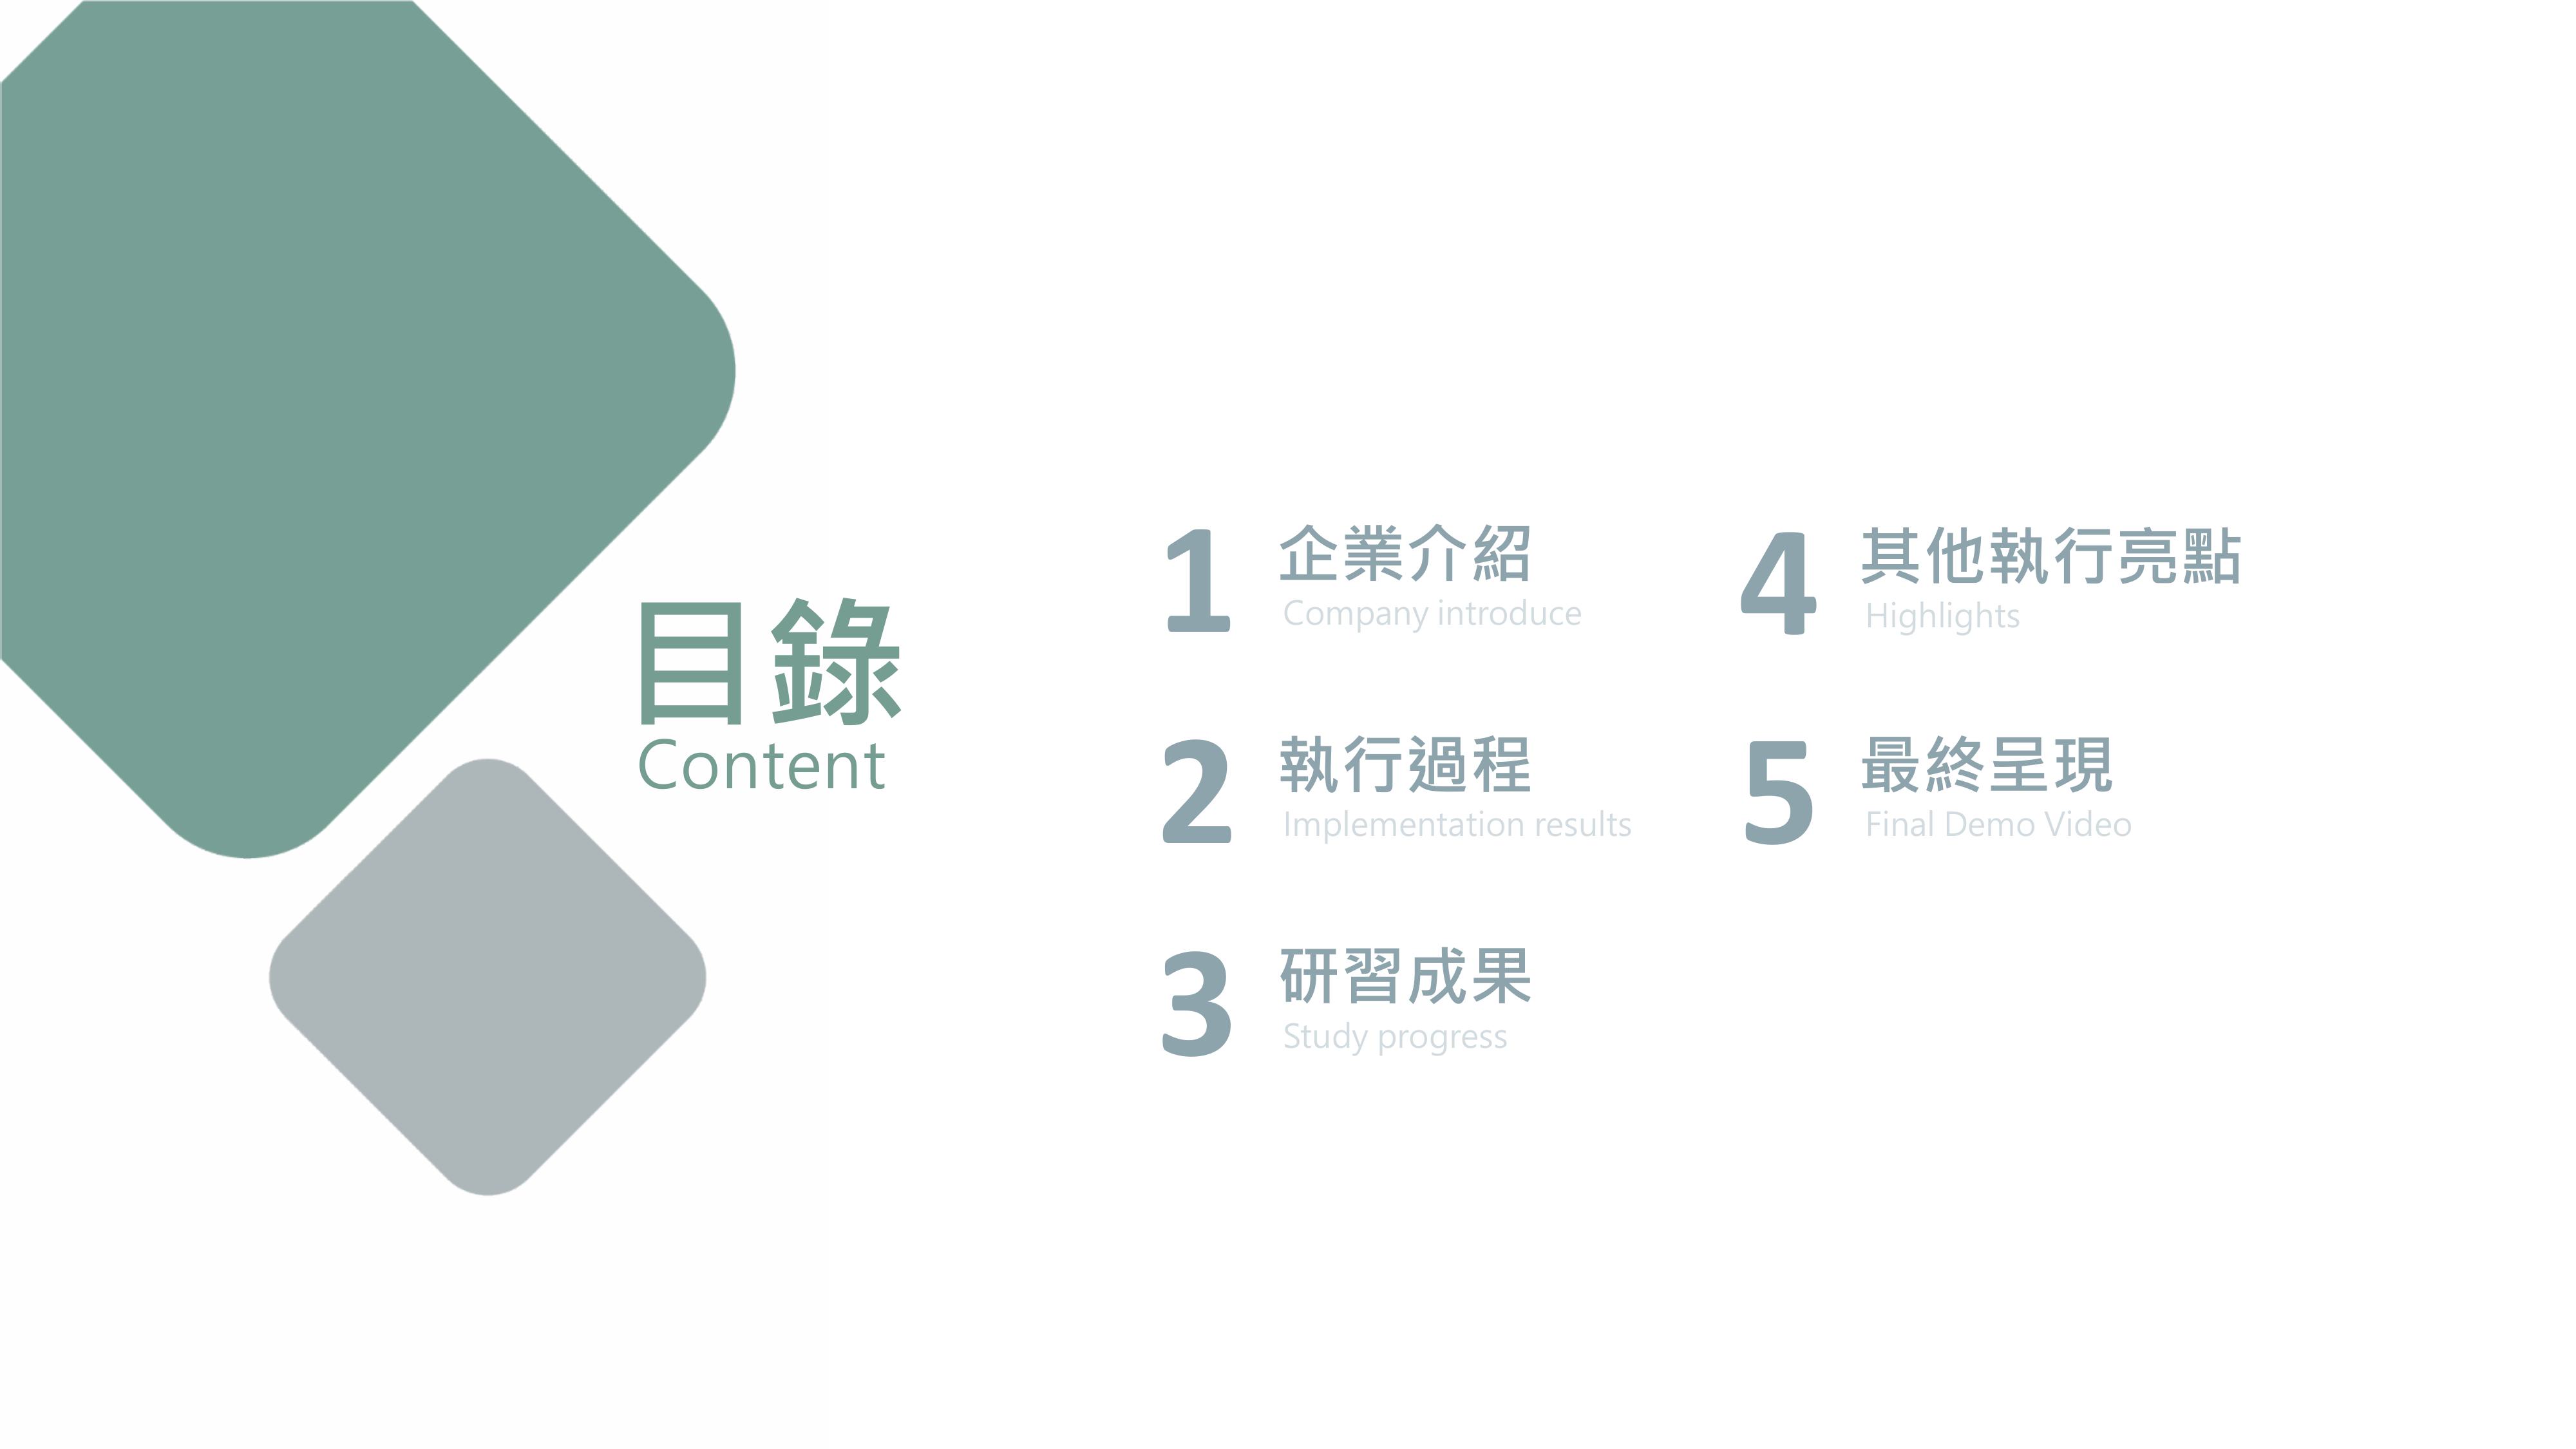 目錄
Content
1 企業介紹
Company introduce
2 執行過程
Implementation results
3 研習成果
Study progress
4 其他執行亮點
Highlights
5 最終呈現
Final Demo Video